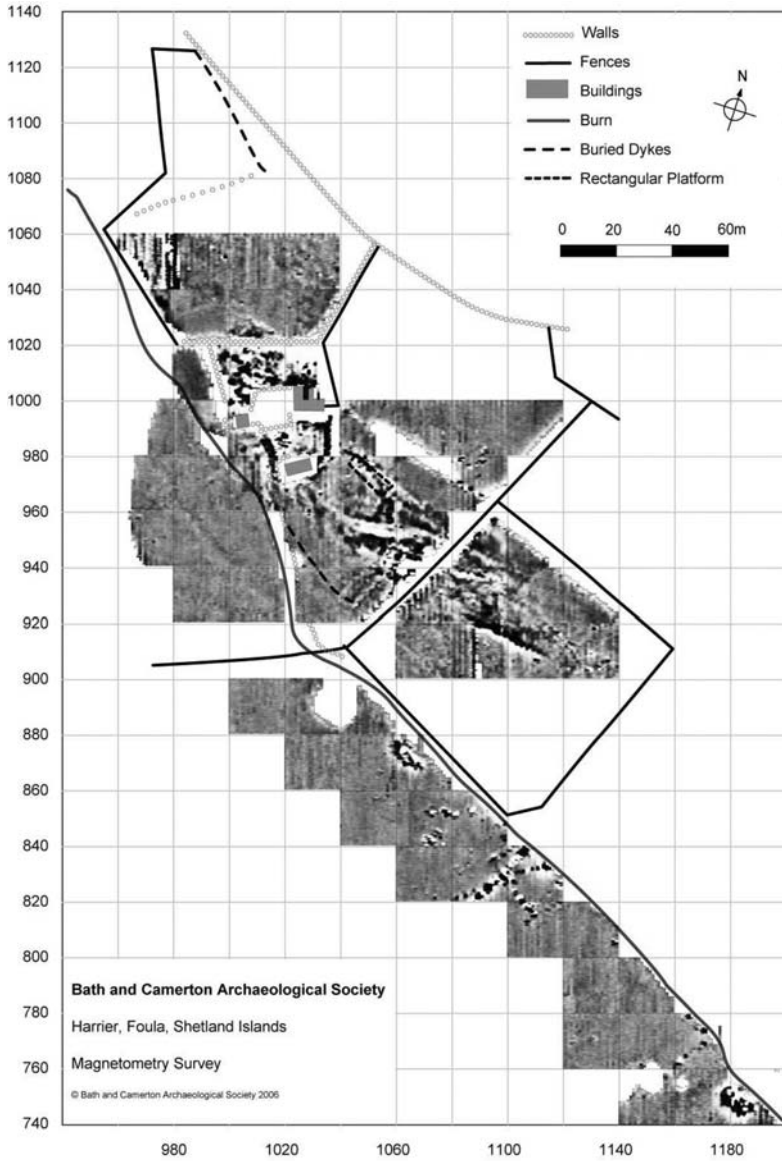 1140
1120
1100
1080
1060
1040
1020
1000
980
960
940
920
900
880
860
840
820
800
780
760
740
Walls
Fences
Buildings
Burn
Buried Dykes
Rectangular Platform
N
0 20 40 60m
Bath and Camerton Archaeological Society
Harrier, Foula, Shetland Islands
Magnetometry Survey
© Bath and Camerton Archaeological Society 2006
980 1020 1060 1100 1140 1180